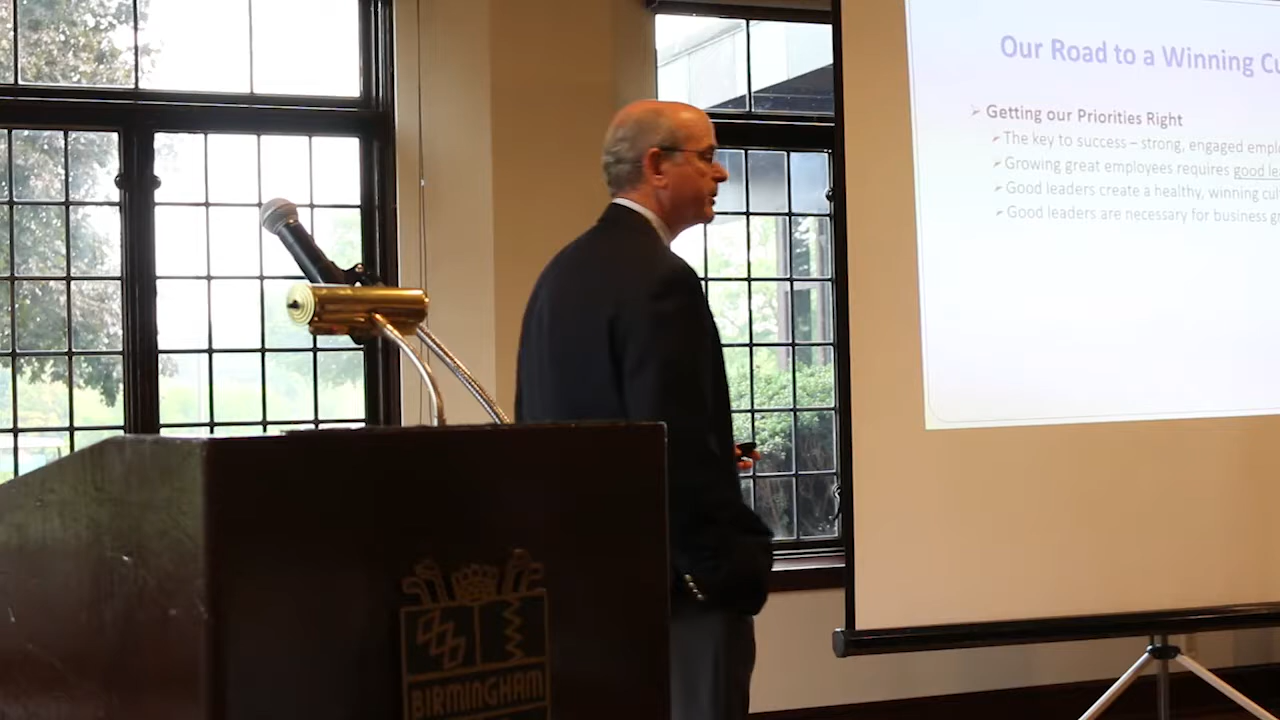 Our Road to a Winning
Getting our Priorities Right
The key to success – strong, engaged
Growing great employees requires good
Good leaders create a healthy, winning
Good leaders are necessary for business
BIRMINGHAM